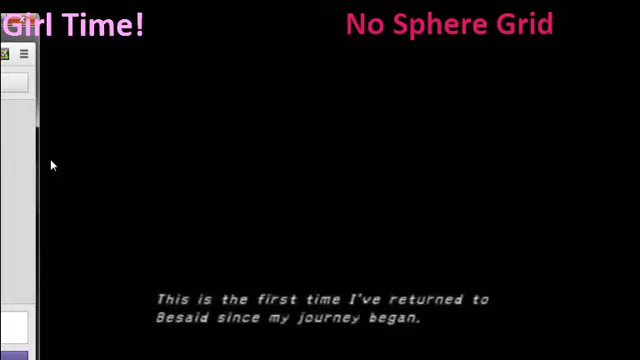 Girl Time!
No Sphere Grid
This is the first time I've returned to
Besaid since my journey began.